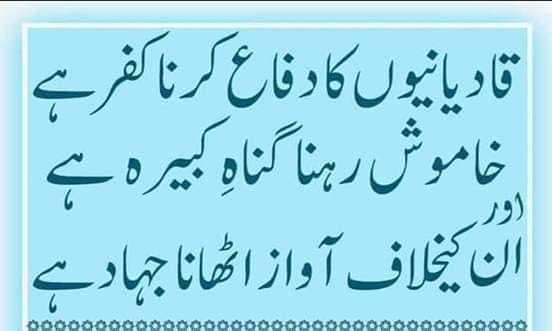 قادیانیوں کا دفاع کرنا کفر ہے
خاموش رہنا گناہِ کبیرہ ہے
اور
ان کیخلاف آواز اٹھانا جہاد ہے